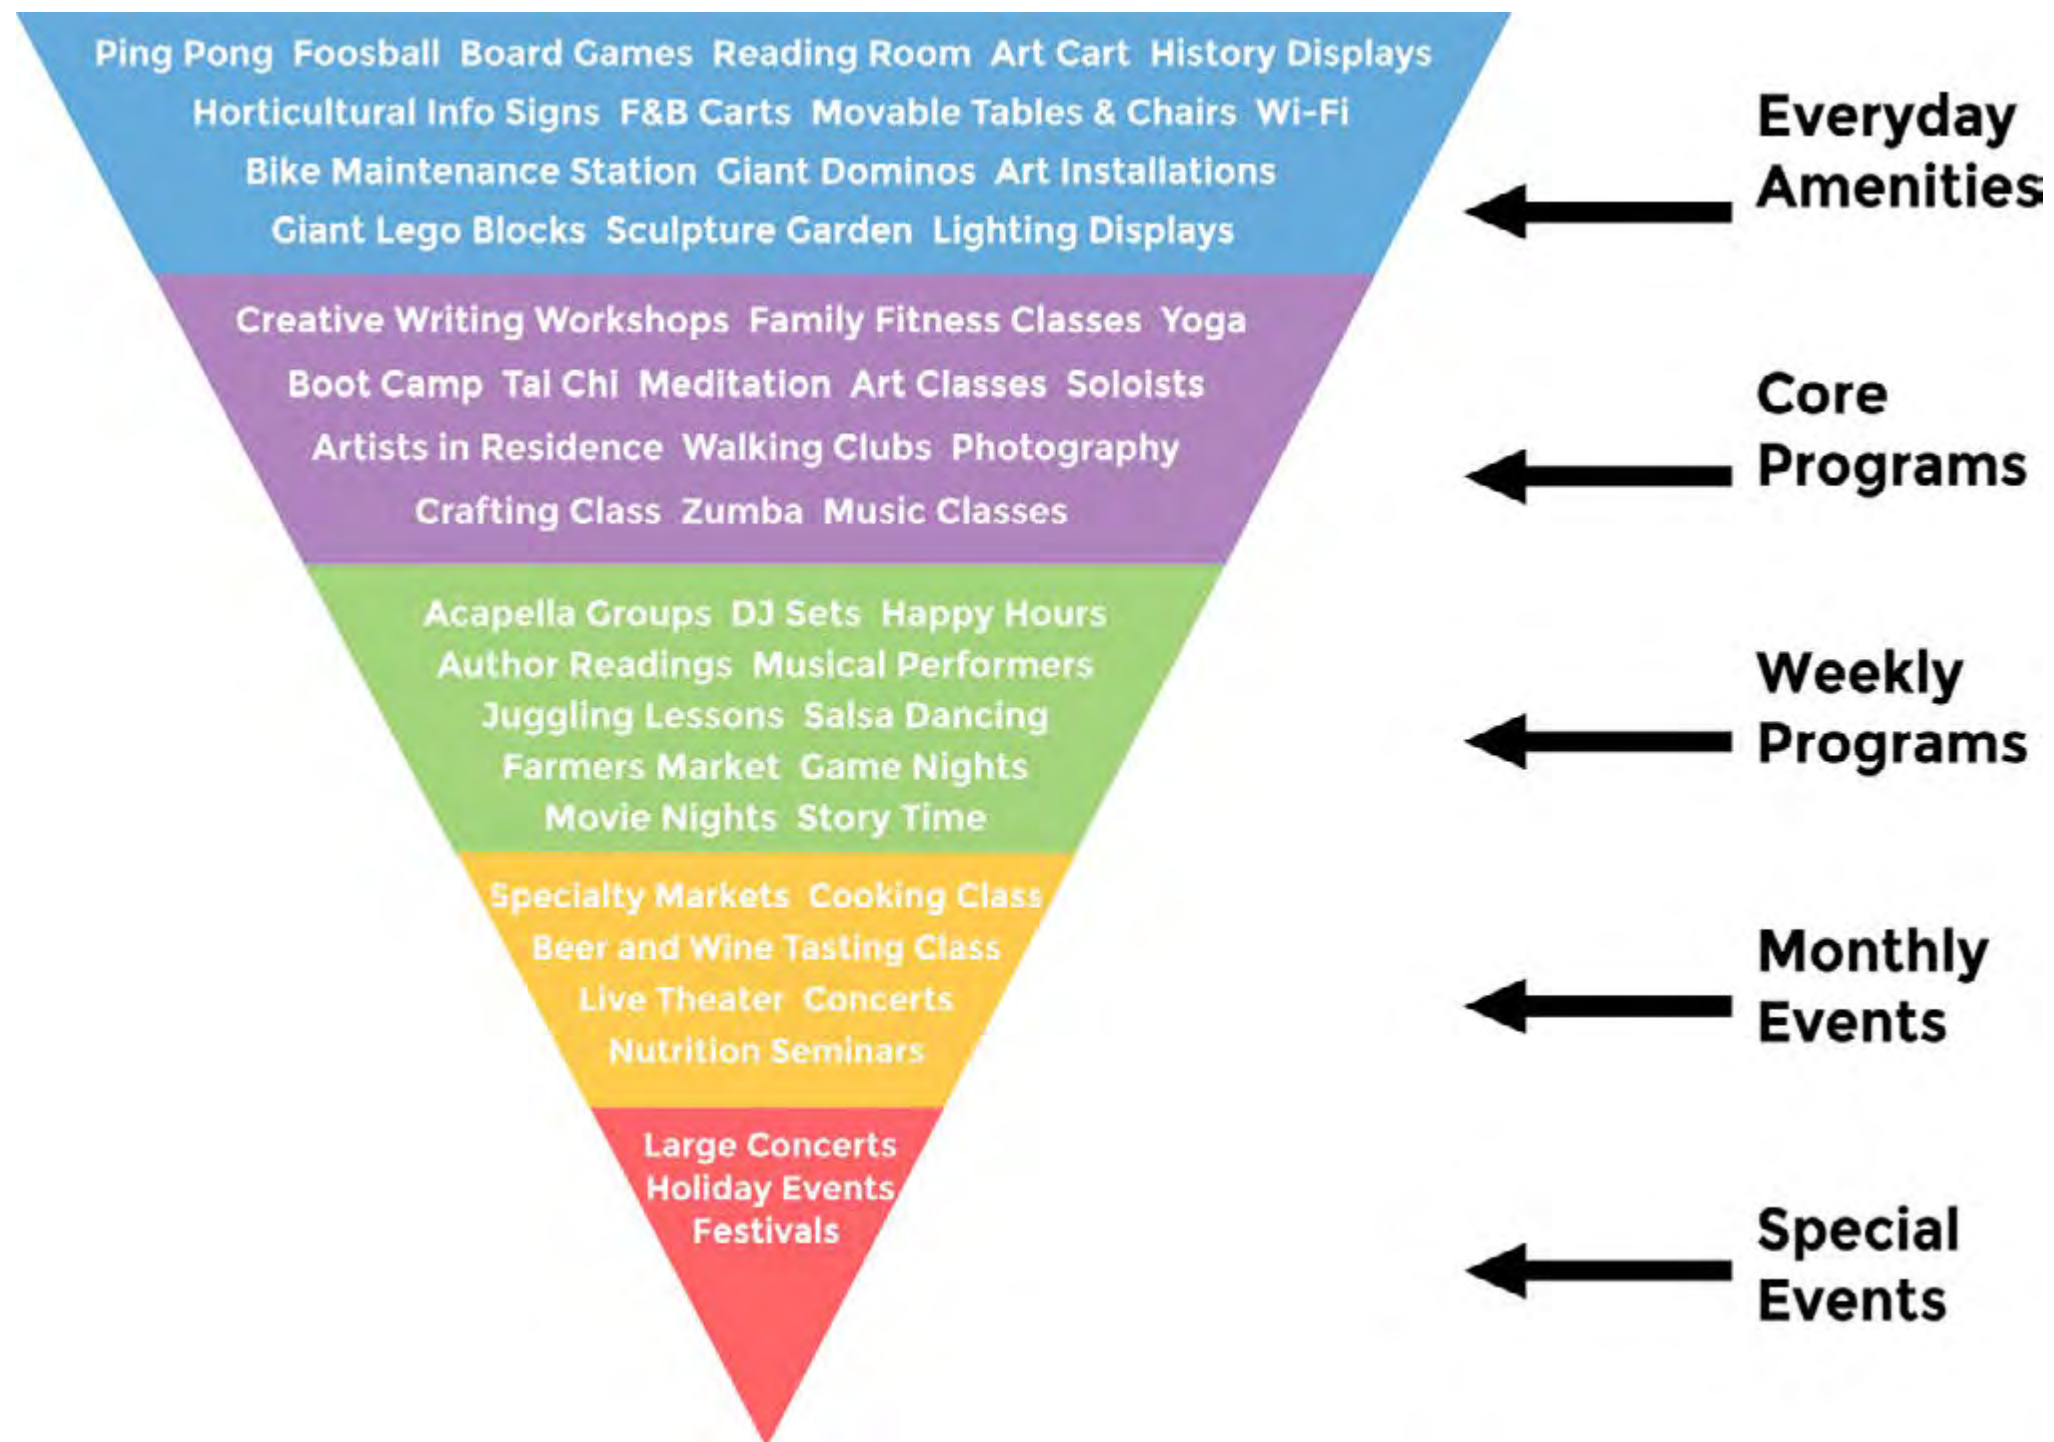 Ping Pong Foosball Board Games Reading Room Art Cart History Displays
Horticultural Info Signs F&B Carts Movable Tables & Chairs Wi-Fi
Bike Maintenance Station Giant Dominos Art Installations
Giant Lego Blocks Sculpture Garden Lighting Displays
Everyday
Amenities
Creative Writing Workshops Family Fitness Classes Yoga
Boot Camp Tai Chi Meditation Art Classes Soloists
Artists in Residence Walking Clubs Photography
Crafting Class Zumba Music Classes
Core
Programs
Acapella Groups DJ Sets Happy Hours
Author Readings Musical Performers
Juggling Lessons Salsa Dancing
Farmers Market Game Nights
Movie Nights Story Time
Weekly
Programs
Specialty Markets Cooking Class
Beer and Wine Tasting Class
Live Theater Concerts
Nutrition Seminars
Monthly
Events
Large Concerts
Holiday Events
Festivals
Special
Events